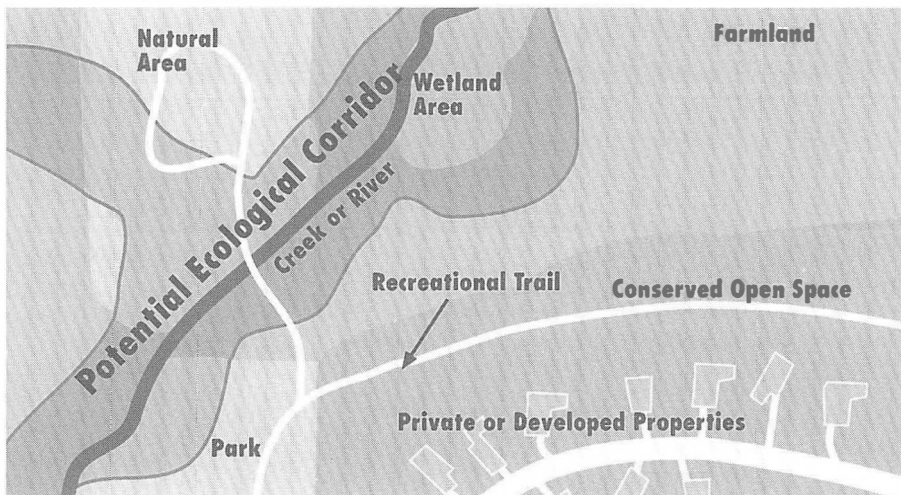 Natural
Area
Farmland
Potential Ecological Corridor
Wetland
Area
Creek or River
Recreational Trail
Conserved Open Space
Private or Developed Properties
Park